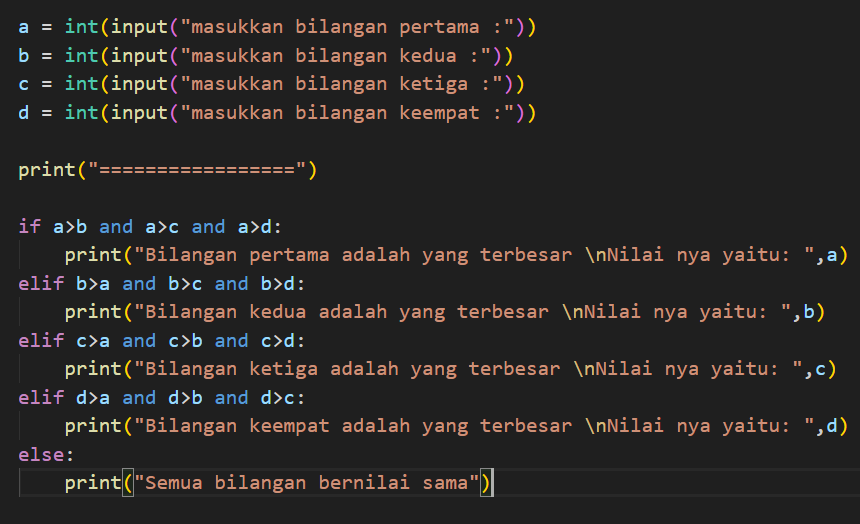 a = int(input("masukkan bilangan pertama :"))
b = int(input("masukkan bilangan kedua :"))
c = int(input("masukkan bilangan ketiga :"))
d = int(input("masukkan bilangan keempat :"))
print("=================")
if a>b and a>c and a>d:
    print("Bilangan pertama adalah yang terbesar \nNilai nya yaitu: ",a)
elif b>a and b>c and b>d:
    print("Bilangan kedua adalah yang terbesar \nNilai nya yaitu: ",b)
elif c>a and c>b and c>d:
    print("Bilangan ketiga adalah yang terbesar \nNilai nya yaitu: ",c)
elif d>a and d>b and d>c:
    print("Bilangan keempat adalah yang terbesar \nNilai nya yaitu: ",d)
else:
    print("Semua bilangan bernilai sama")